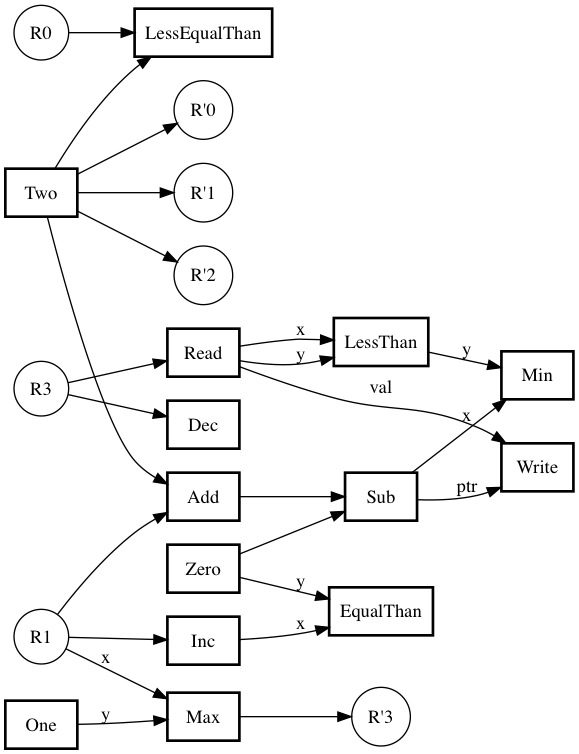 R0
LessEqualThan
R'0
Two
R'1
R'2
Read
x
y
LessThan
y
Min
R3
val
x
Dec
Write
Add
Sub
ptr
Zero
y
EqualThan
R1
Inc
x
x
One
y
Max
R'3